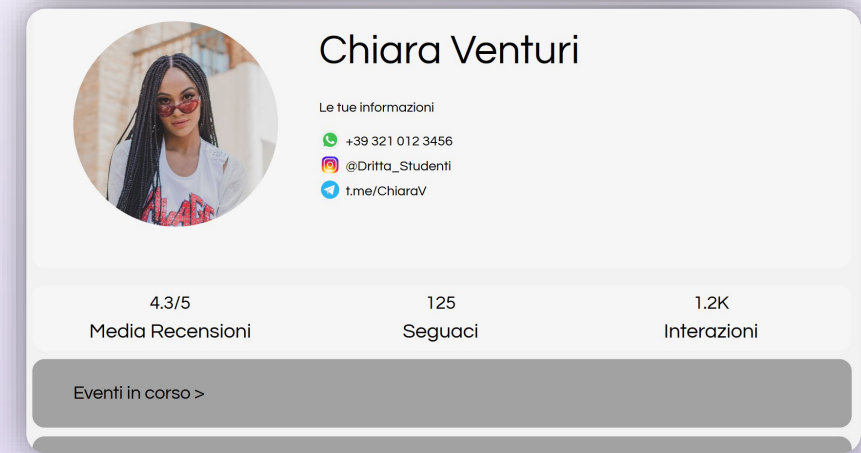 Chiara Venturi
Le tue informazioni
+39 321 012 3456
@Dritta_Studenti
t.me/ChiaraV
4.3/5
Media Recensioni
125
Seguaci
1.2K
Interazioni
Eventi in corso >